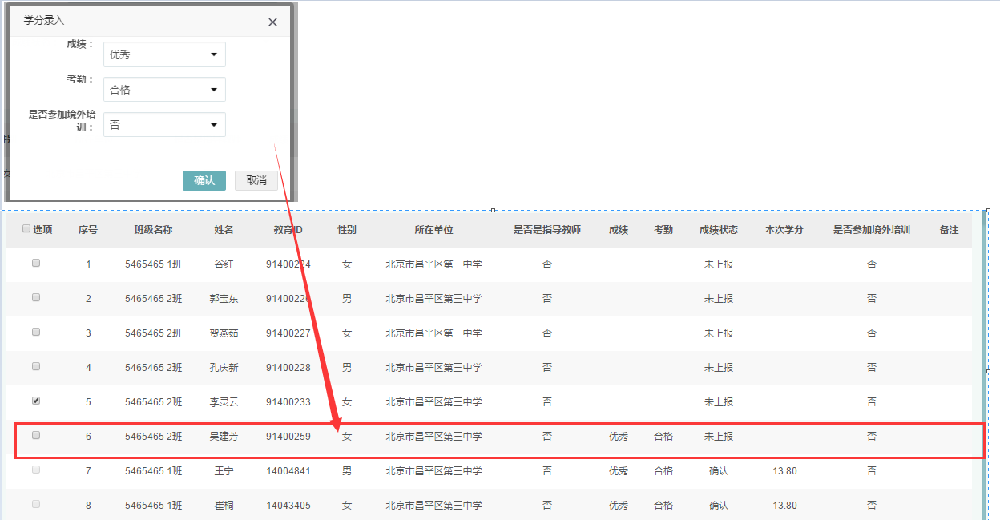 学分录入
成绩：
优秀
考勤：
合格
是否参加境外培
训：
否
女
确认 取消
选项 序号 班级名称 姓名 教育ID 性别 所在单位 是否是指导教师 成绩 考勤 成绩状态 本次学分 是否参加境外培训 备注
1 5465465 1班 谷红 91400224 女 北京市昌平区第三中学 否 未上报 否
2 5465465 2班 郭宝东 9140022 男 北京市昌平区第三中学 否 未上报 否
3 5465465 2班 贺燕茹 91400227 女 北京市昌平区第三中学 否 未上报 否
4 5465465 2班 孔庆新 91400228 男 北京市昌平区第三中学 否 未上报 否
5 5465465 2班 李灵云 91400233 女 北京市昌平区第三中学 否 未上报 否
6 5465465 2班 吴建芳 91400259 女 北京市昌平区第三中学 否 优秀 合格 未上报 否
7 5465465 1班 王宁 14004841 男 北京市昌平区第三中学 否 优秀 合格 确认 13.80 否
8 5465465 1班 崔桐 14043405 女 北京市昌平区第三中学 否 优秀 合格 确认 13.80 否